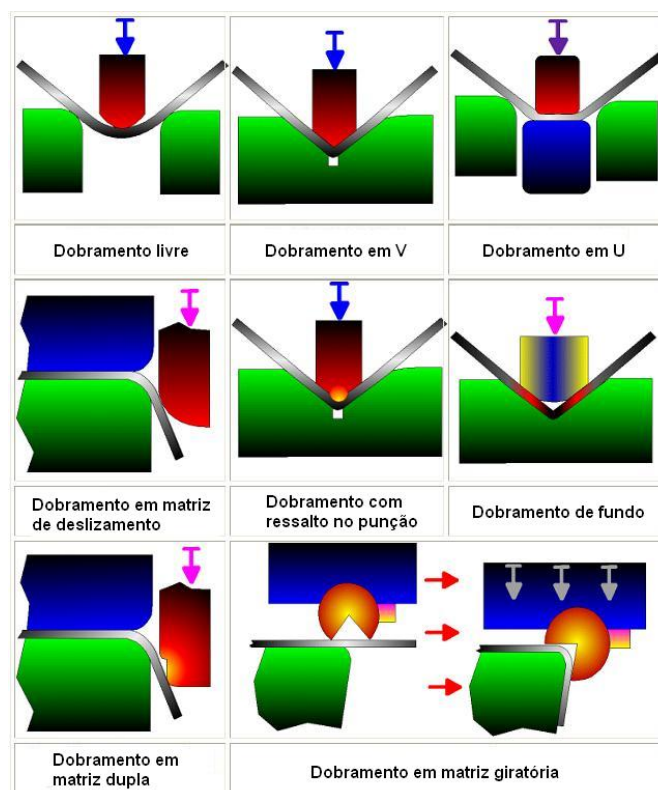 Dobramento livre
Dobramento em V
Dobramento em U
Dobramento em matriz
de deslizamento
Dobramento com
ressalto no punção
Dobramento de fundo
Dobramento em
matriz dupla
Dobramento em matriz giratória